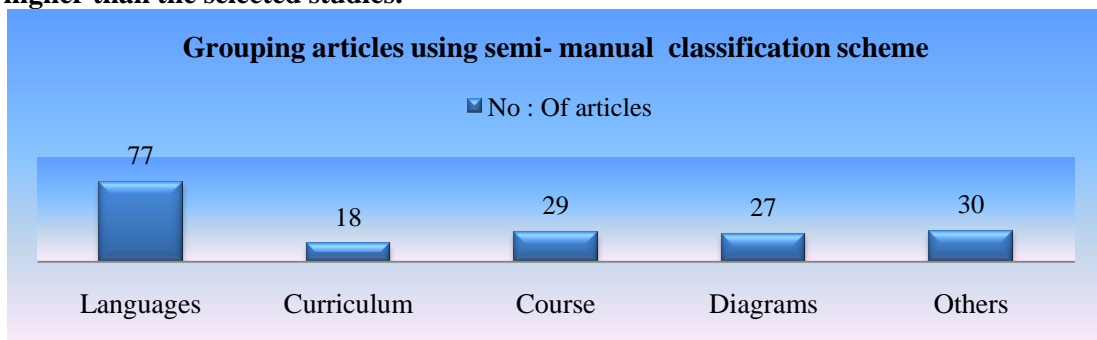 higher than the selected studies.
Grouping articles using semi- manual classification scheme
No : Of articles
77
18
29
27
30
Languages
Curriculum
Course
Diagrams
Others